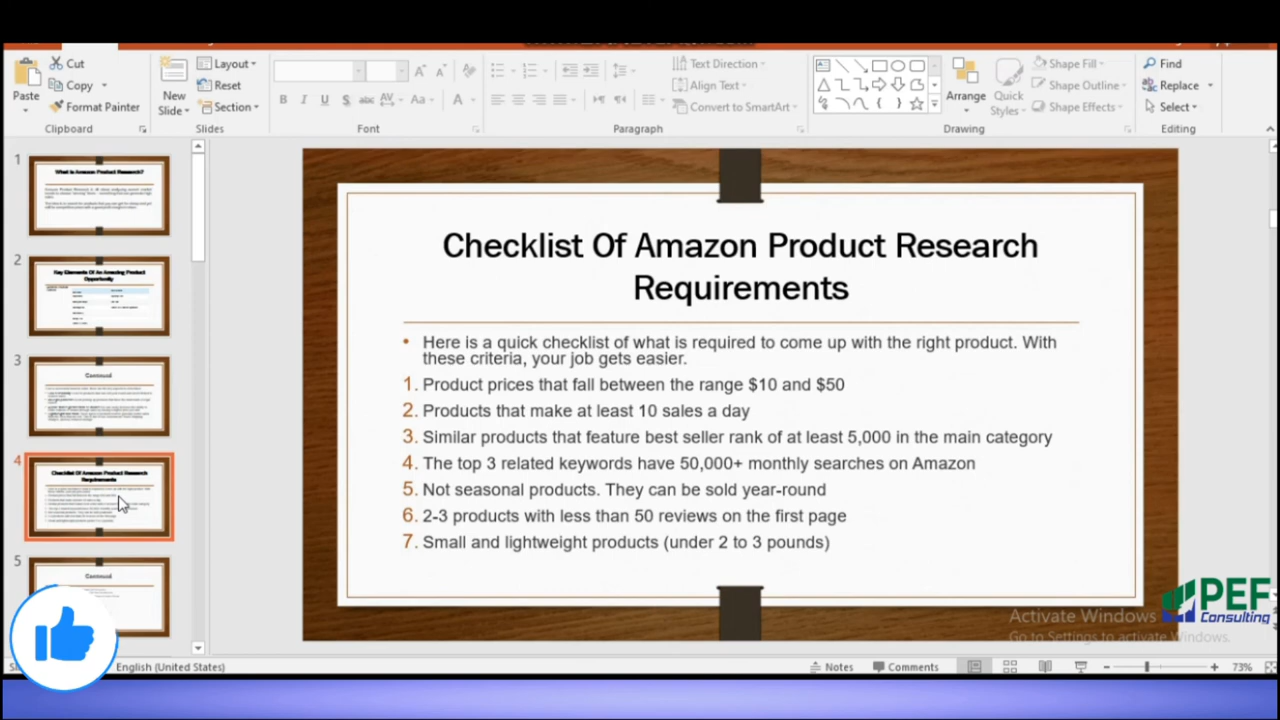 Cut
Copy
Format Painter
Paste
Clipboard
New
Slide
Layout
Reset
Section
Slides
B I U S abc AV Aa A
Font
Text Direction
Align Text
Convert to SmartArt
Paragraph
Arrange
Quick
Styles
Shape Fill
Shape Outline
Shape Effects
Drawing
Find
Replace
Select
Editing
1
What is Amazon Product Research?
2
Key Elements Of An Amazing Product
Opportunity
3
Continued
4
Checklist Of Amazon Product Research
Requirements
5
Continued
Checklist Of Amazon Product Research
Requirements
• Here is a quick checklist of what is required to come up with the right product. With
these criteria, your job gets easier.
1. Product prices that fall between the range $10 and $50
2. Products that make at least 10 sales a day
3. Similar products that feature best seller rank of at least 5,000 in the main category
4. The top 3 related keywords have 50,000+ monthly searches on Amazon
5. Not seasonal products. They can be sold year-round
6. 2-3 products with less than 50 reviews on the first page
7. Small and lightweight products (under 2 to 3 pounds)
PEF
Consulting
Activate Windows
Go to Settings to activate Windows.
English (United States)
Notes
Comments
73%